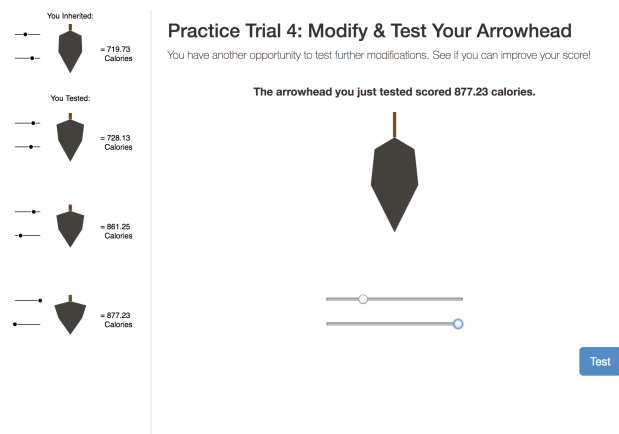 You Inherited:
= 719.73
Calories
You Tested:
= 728.13
Calories
= 861.25
Calories
= 877.23
Calories
Practice Trial 4: Modify & Test Your Arrowhead
You have another opportunity to test further modifications. See if you can improve your score!
The arrowhead you just tested scored 877.23 calories.
Test